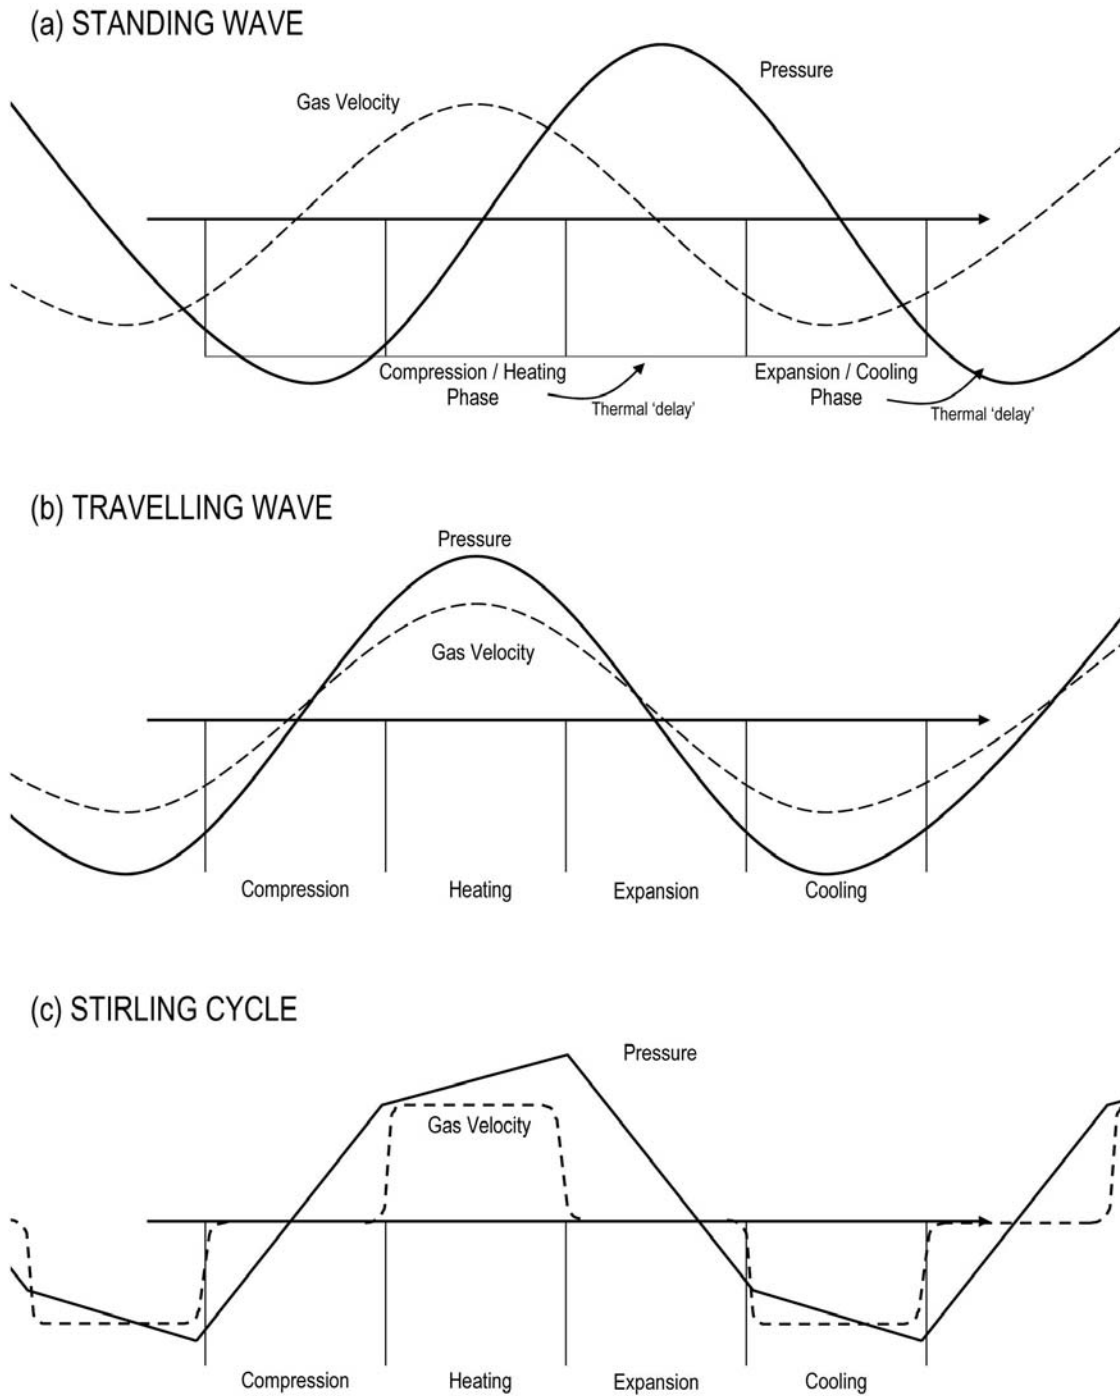 (a) STANDING WAVE
Pressure
Gas Velocity
Compression / Heating
Phase
Thermal ‘delay’
Expansion / Cooling
Phase
Thermal ‘delay’
(b) TRAVELLING WAVE
Pressure
Gas Velocity
Compression
Heating
Expansion
Cooling
(c) STIRLING CYCLE
Pressure
Gas Velocity
Compression
Heating
Expansion
Cooling